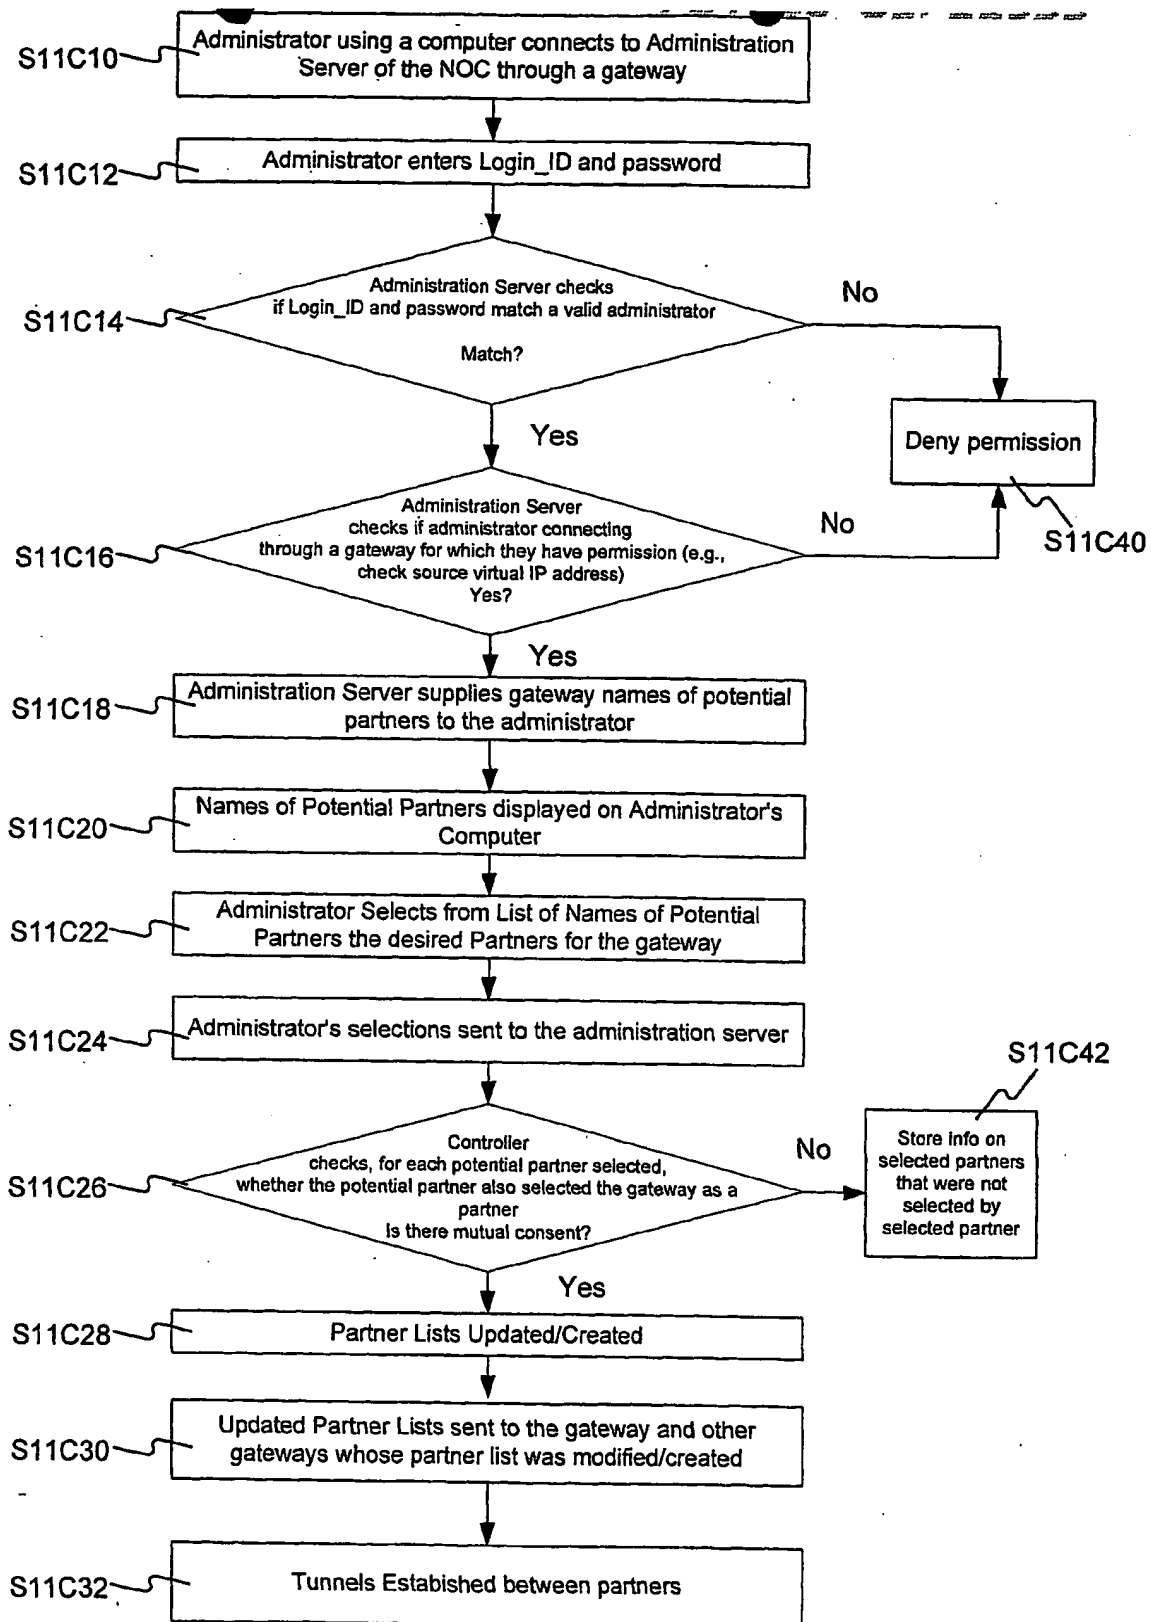 S11C10
Administrator using a computer connects to Administration
Server of the NOC through a gateway
S11C12
Administrator enters Login_ID and password
S11C14
Administration Server checks
if Login_ID and password match a valid administrator
Match?
No
Yes
Deny permission
S11C40
S11C16
Administration Server
checks if administrator connecting
through a gateway for which they have permission (e.g.,
check source virtual IP address)
Yes?
No
Yes
S11C18
Administration Server supplies gateway names of potential
partners to the administrator
S11C20
Names of Potential Partners displayed on Administrator's
Computer
S11C22
Administrator Selects from List of Names of Potential
Partners the desired Partners for the gateway
S11C24
Administrator's selections sent to the administration server
S11C26
Controller
checks, for each potential partner selected,
whether the potential partner also selected the gateway as a
partner
Is there mutual consent?
No
S11C42
Store info on
selected partners
that were not
selected by
selected partner
Yes
S11C28
Partner Lists Updated/Created
S11C30
Updated Partner Lists sent to the gateway and other
gateways whose partner list was modified/created
S11C32
Tunnels Estabished between partners